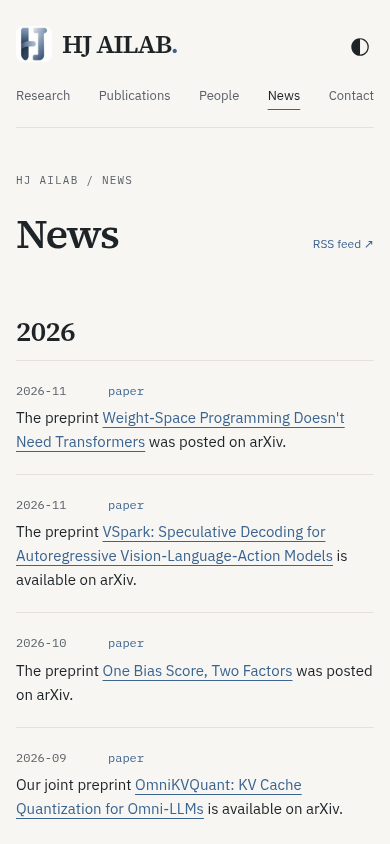 HJ AILAB.
Research Publications People News Contact
HJ AILAB / NEWS
News
RSS feed ↗
2026
2026-11 paper
The preprint Weight-Space Programming Doesn't
Need Transformers was posted on arXiv.
2026-11 paper
The preprint VSpark: Speculative Decoding for
Autoregressive Vision-Language-Action Models is
available on arXiv.
2026-10 paper
The preprint One Bias Score, Two Factors was posted
on arXiv.
2026-09 paper
Our joint preprint OmniKVQuant: KV Cache
Quantization for Omni-LLMs is available on arXiv.